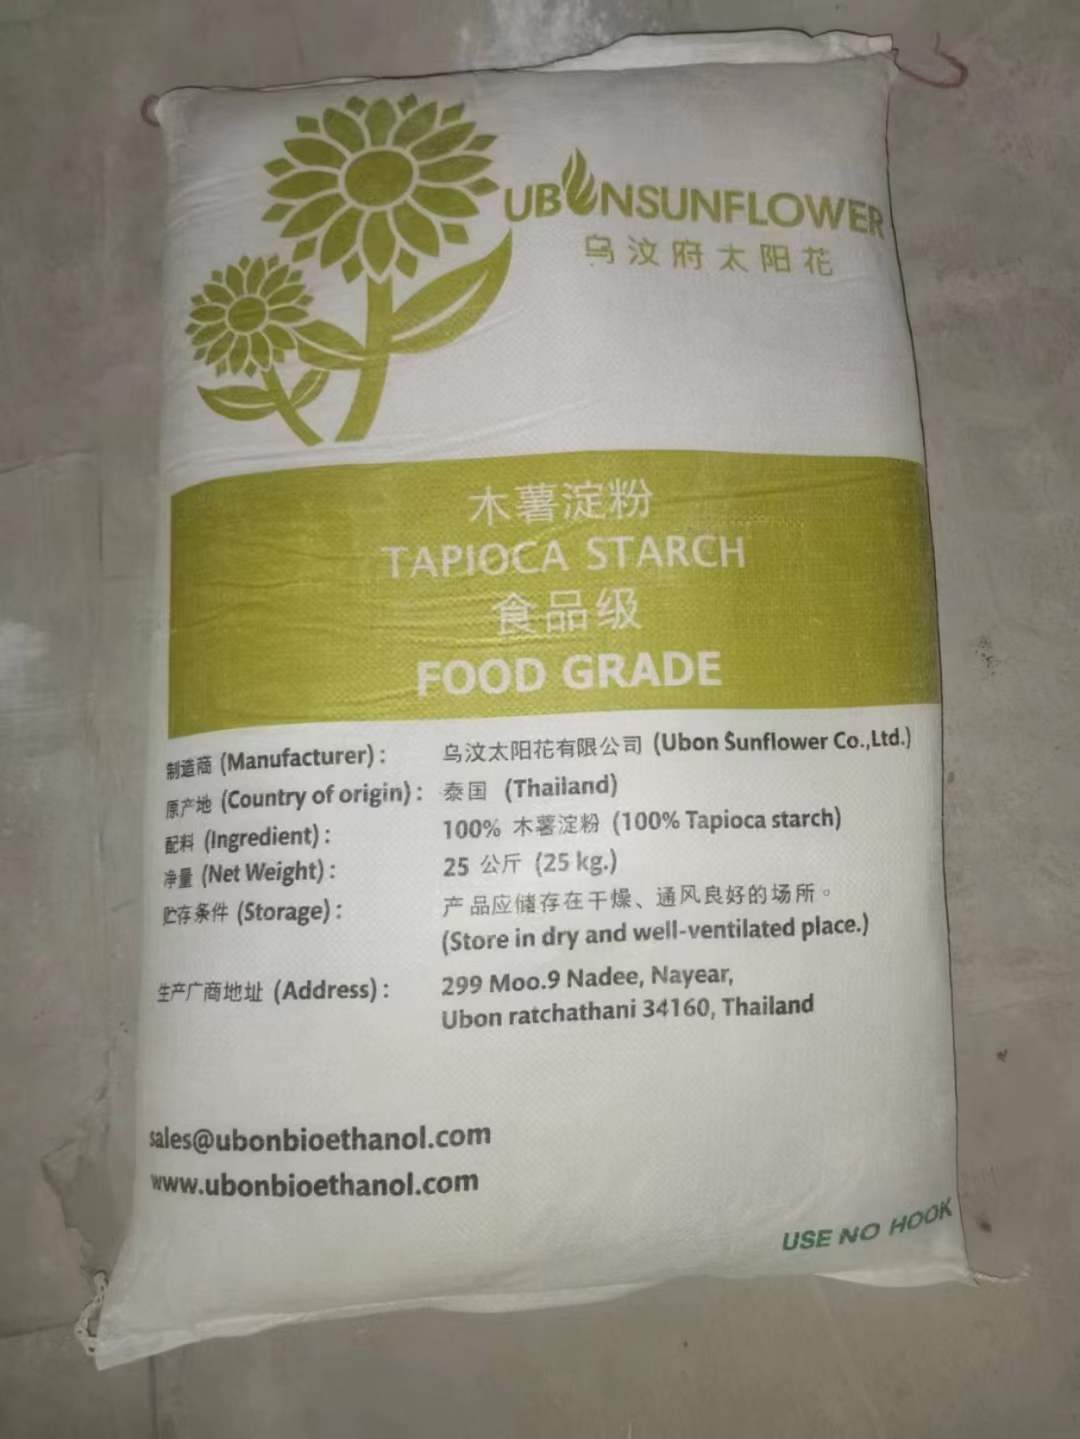 UBONSUNFLOWER
乌汶府太阳花
木薯淀粉
TAPIOCA STARCH
食品级
FOOD GRADE
制造商 (Manufacturer)： 乌汶太阳花有限公司 (Ubon Sunflower Co.,Ltd.)
原产地 (Country of origin)： 泰国 (Thailand)
配料 (Ingredient)： 100% 木薯淀粉 (100% Tapioca starch)
净量 (Net Weight)： 25 公斤 (25 kg.)
贮存条件 (Storage)： 产品应储存在干燥、通风良好的场所。
(Store in dry and well-ventilated place.)
生产厂商地址 (Address)： 299 Moo.9 Nadee, Nayear,
Ubon ratchathani 34160, Thailand
sales@ubonbioethanol.com
www.ubonbioethanol.com
USE NO HOOK